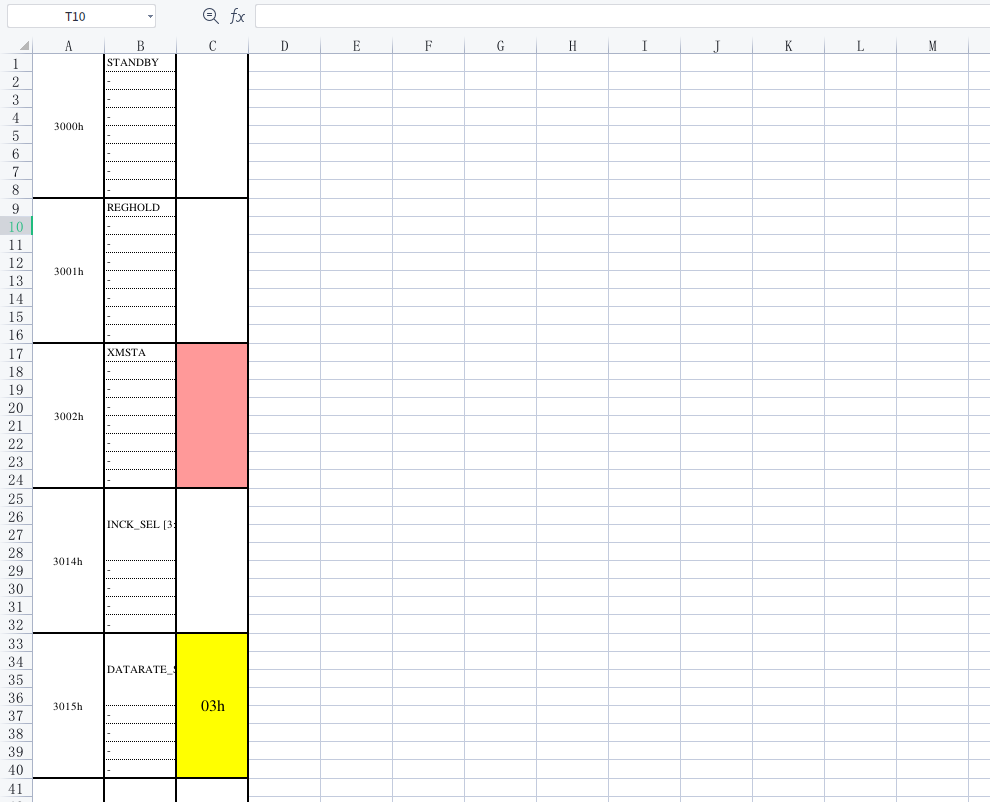 T10
fx
A B C D E F G H I J K L M
1 STANDBY
2 -
3 -
4 -
3000h
5 -
6 -
7 -
8 -
9 REGHOLD
10 -
11 -
12 -
3001h
13 -
14 -
15 -
16 -
17 XMSTA
18 -
19 -
20 -
3002h
21 -
22 -
23 -
24 -
25
26
INCK_SEL [3:
27
28
3014h
29 -
30 -
31 -
32 -
33
34
DATARATE_S
35
36
3015h 03h
37 -
38 -
39 -
40 -
41